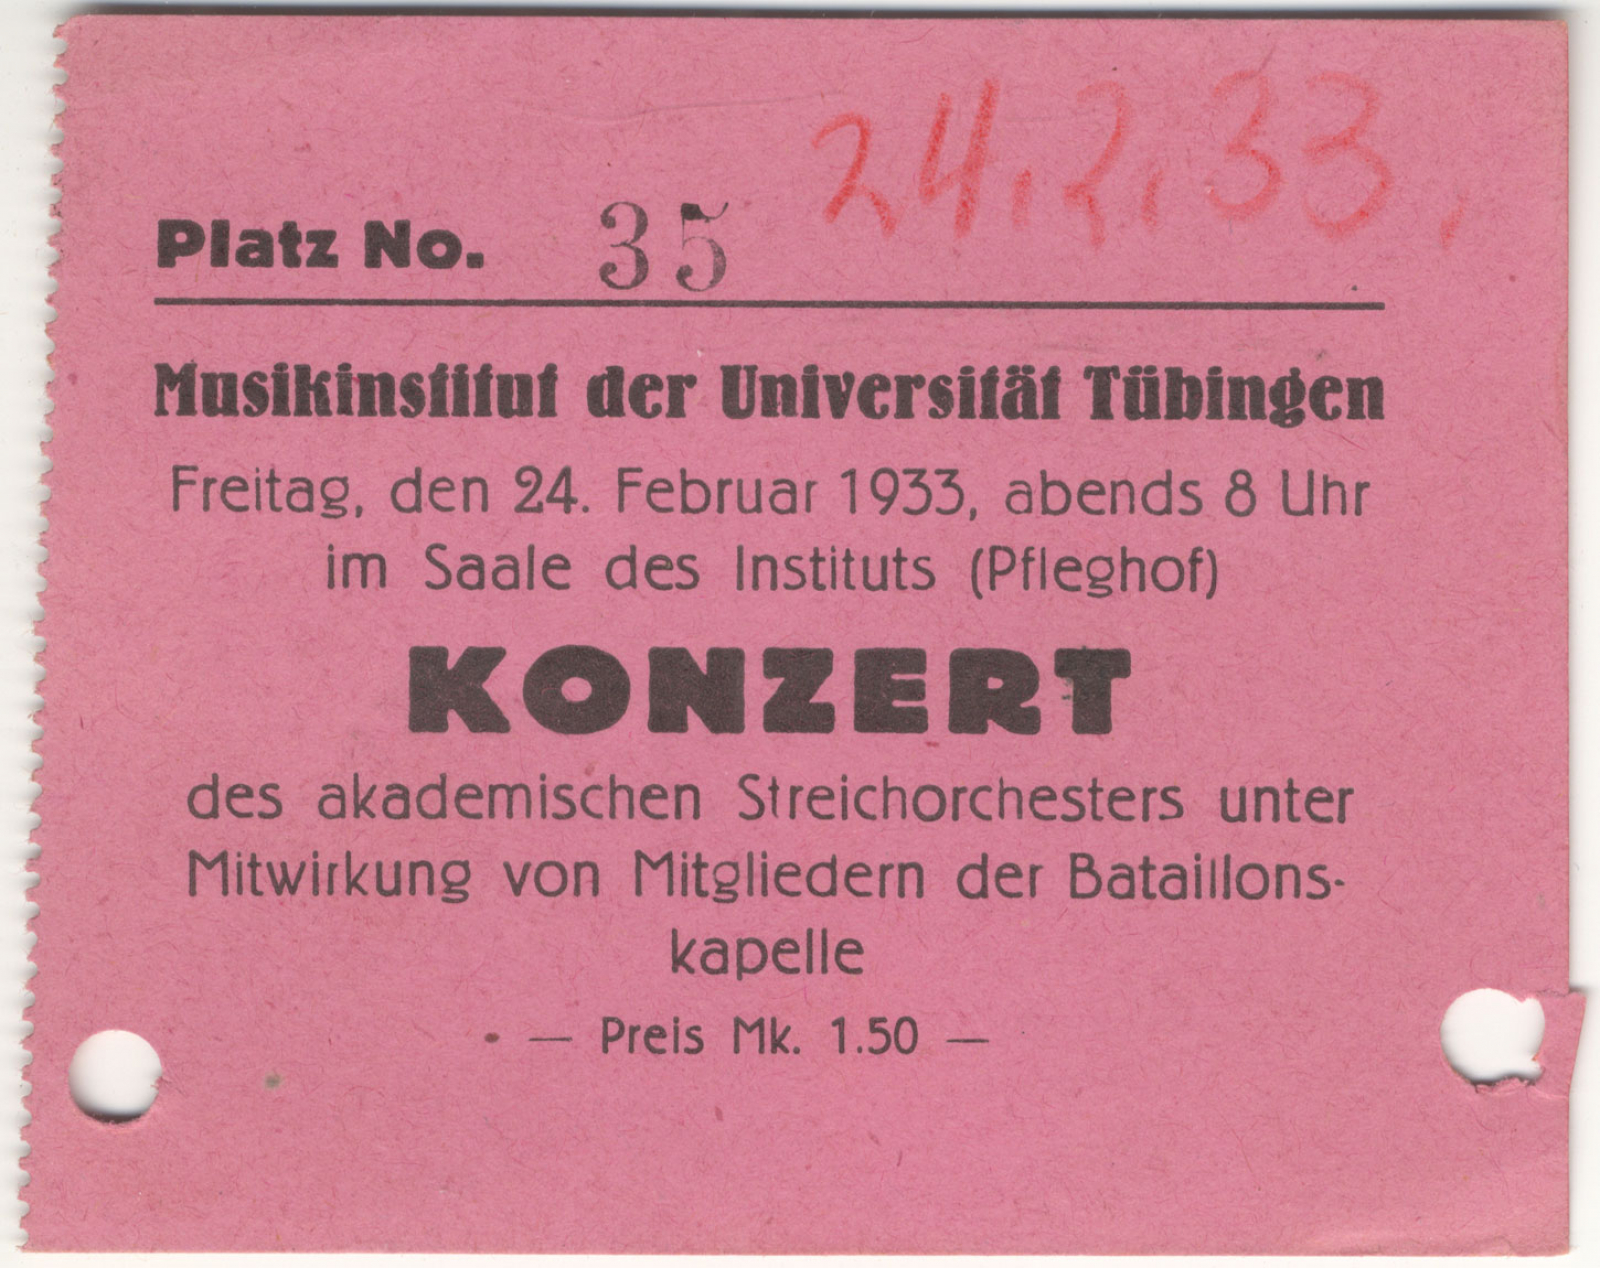 24.2.33.
Platz No. 35
Musikinstitut der Universität Tübingen
Freitag, den 24. Februar 1933, abends 8 Uhr
im Saale des Instituts (Pfleghof)
KONZERT
des akademischen Streichorchesters unter
Mitwirkung von Mitgliedern der Bataillons-
kapelle
— Preis Mk. 1.50 —